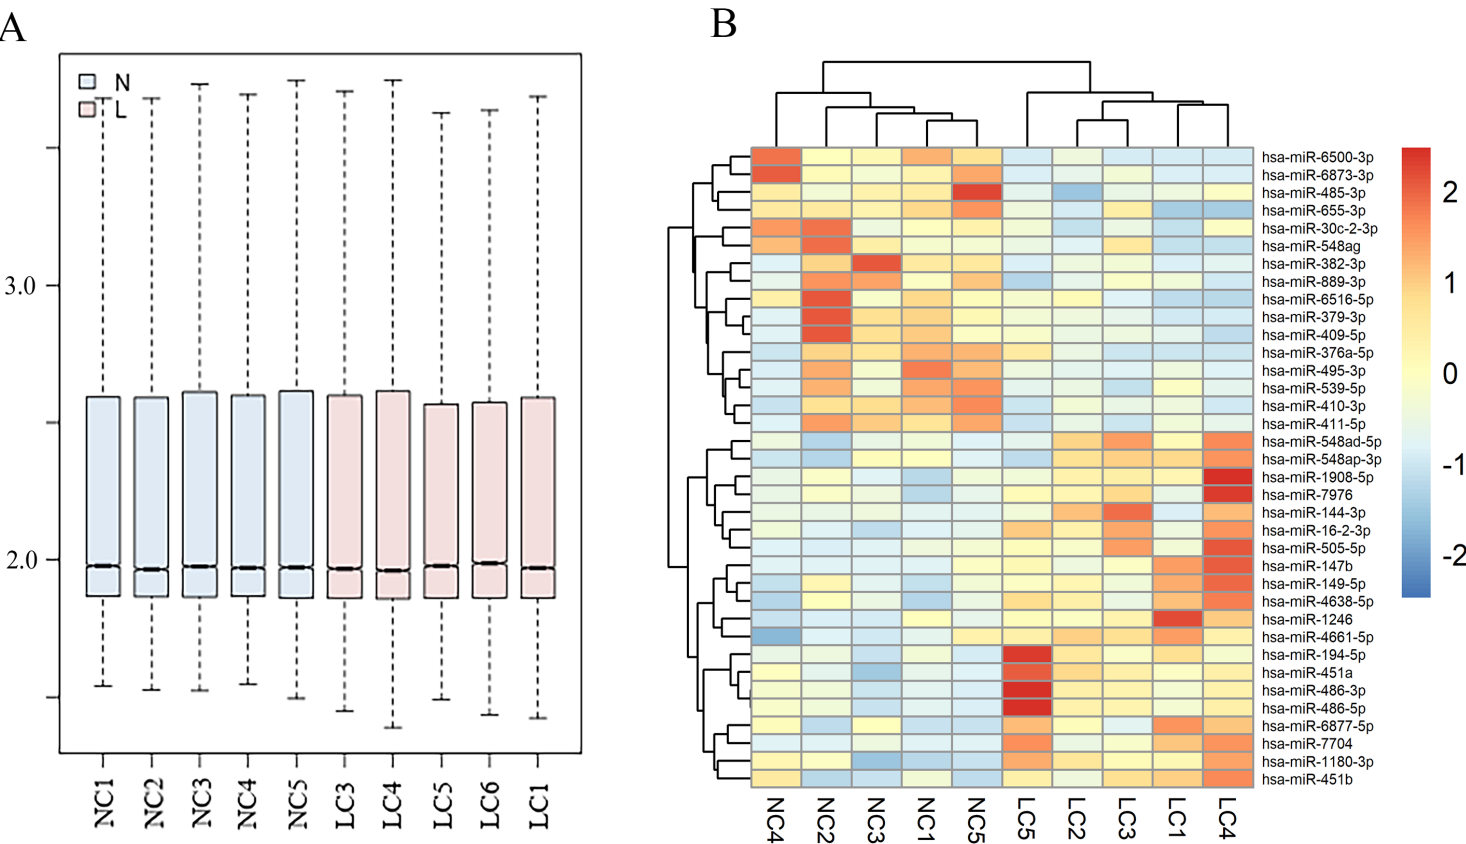 A
N
L
3.0
2.0
NC1
NC2
NC3
NC4
NC5
LC3
LC4
LC5
LC6
LC1
B
hsa-miR-6500-3p
hsa-miR-6873-3p
hsa-miR-485-3p
hsa-miR-655-3p
hsa-miR-30c-2-3p
hsa-miR-548ag
hsa-miR-382-3p
hsa-miR-889-3p
hsa-miR-6516-5p
hsa-miR-379-3p
hsa-miR-409-5p
hsa-miR-376a-5p
hsa-miR-495-3p
hsa-miR-539-5p
hsa-miR-410-3p
hsa-miR-411-5p
hsa-miR-548ad-5p
hsa-miR-548ap-3p
hsa-miR-1908-5p
hsa-miR-7976
hsa-miR-144-3p
hsa-miR-16-2-3p
hsa-miR-505-5p
hsa-miR-147b
hsa-miR-149-5p
hsa-miR-4638-5p
hsa-miR-1246
hsa-miR-4661-5p
hsa-miR-194-5p
hsa-miR-451a
hsa-miR-486-3p
hsa-miR-486-5p
hsa-miR-6877-5p
hsa-miR-7704
hsa-miR-1180-3p
hsa-miR-451b
NC4
NC2
NC3
NC1
NC5
LC5
LC2
LC3
LC1
LC4
2
1
0
-1
-2